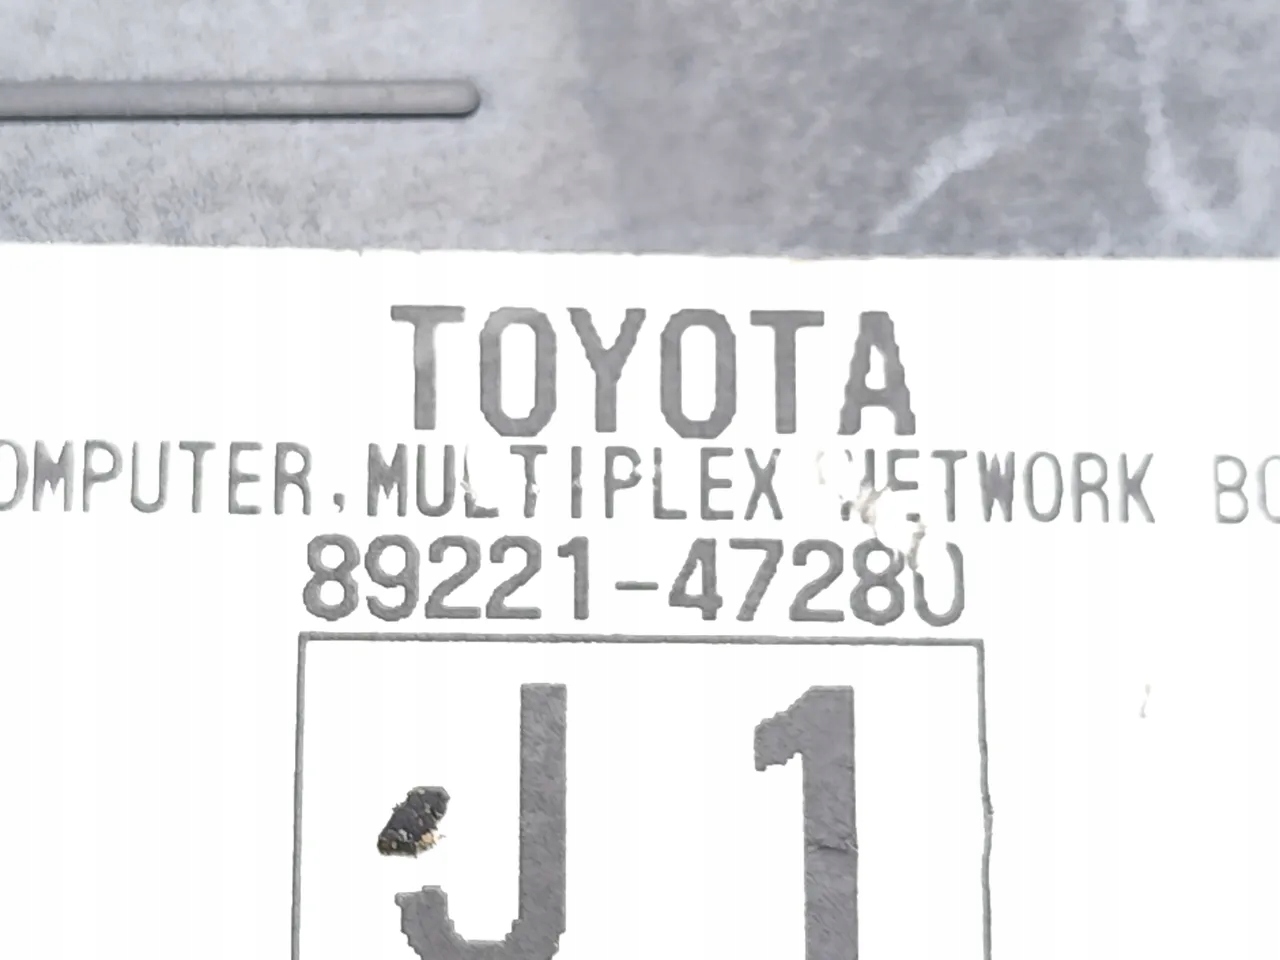 TOYOTA
OMPUTER, MULTIPLEX NETWORK BO
89221-47280
J1